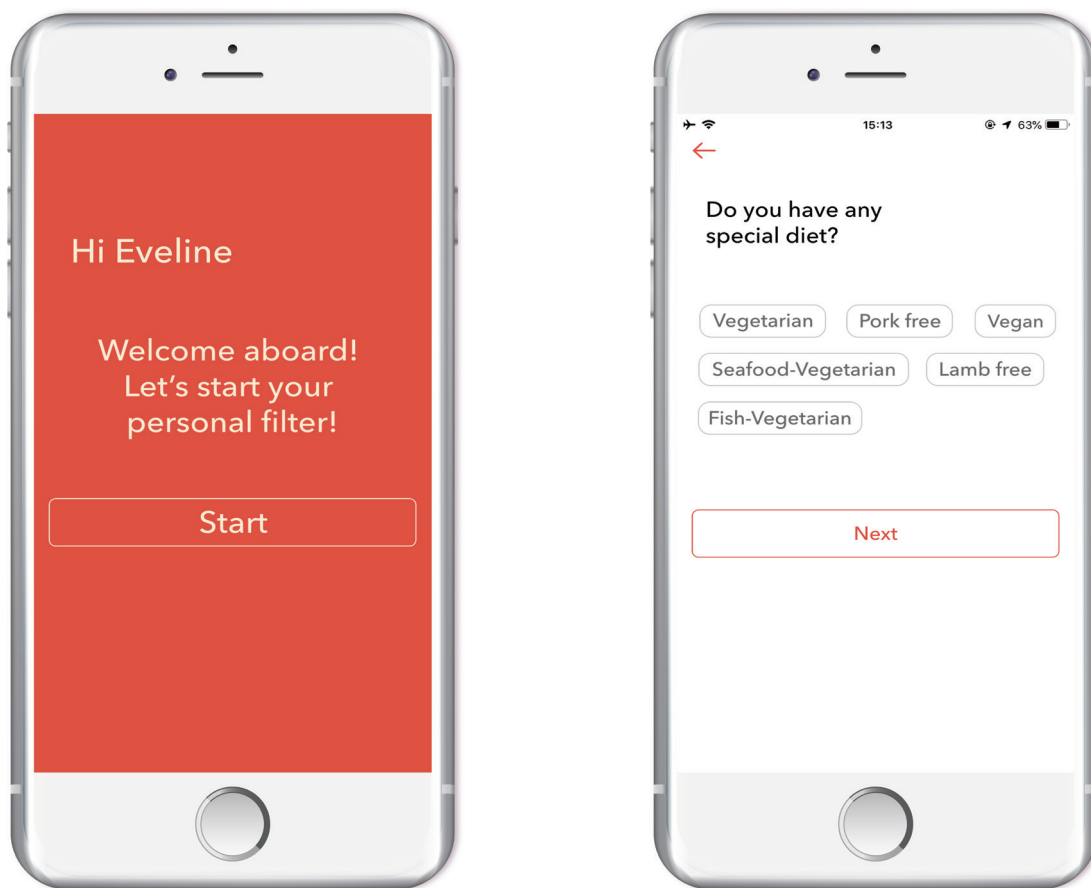 Hi Eveline
Welcome aboard!
Let's start your
personal filter!
Start
15:13
63%
Do you have any
special diet?
Vegetarian
Pork free
Vegan
Seafood-Vegetarian
Lamb free
Fish-Vegetarian
Next